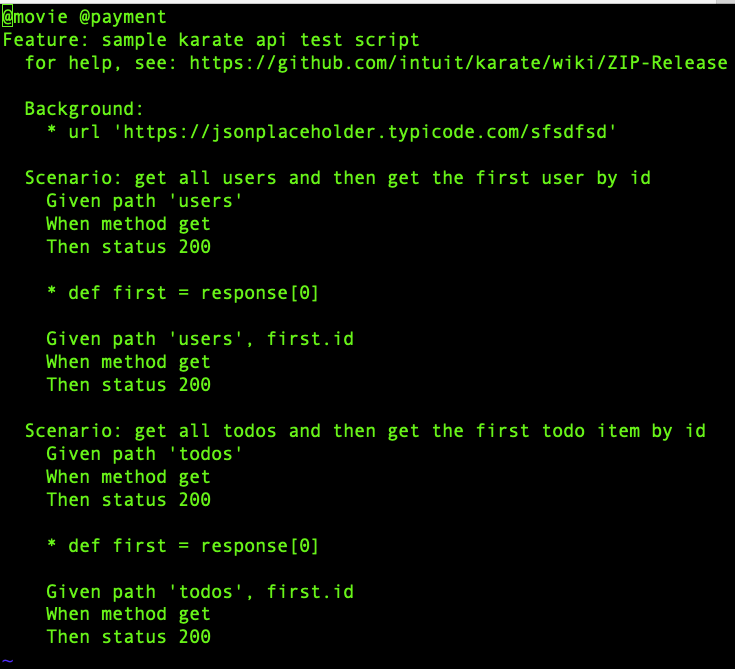 @movie @payment
Feature: sample karate api test script
for help, see: https://github.com/intuit/karate/wiki/ZIP-Release
Background:
* url 'https://jsonplaceholder.typicode.com/sfsdfsd'
Scenario: get all users and then get the first user by id
Given path 'users'
When method get
Then status 200
* def first = response[0]
Given path 'users', first.id
When method get
Then status 200
Scenario: get all todos and then get the first todo item by id
Given path 'todos'
When method get
Then status 200
* def first = response[0]
Given path 'todos', first.id
When method get
Then status 200
~